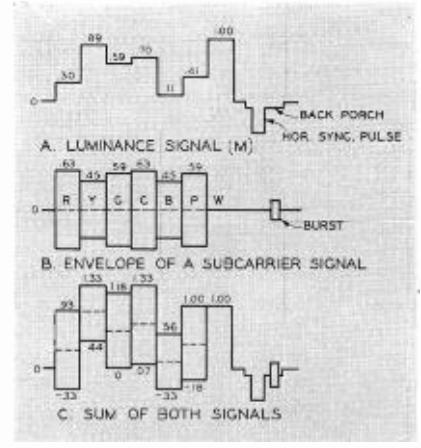 .30 .89 .59 .70 .11 .41 1.00
0
BACK PORCH
HOR. SYNC. PULSE
A. LUMINANCE SIGNAL (M)
.63 .45 .59 .63 .45 .59
0 R Y G C B P W
BURST
B. ENVELOPE OF A SUBCARRIER SIGNAL
.93 1.33 1.18 1.33 .56 1.00 1.00
.44
0 0 .07
-.33 -.33 -.18
C. SUM OF BOTH SIGNALS